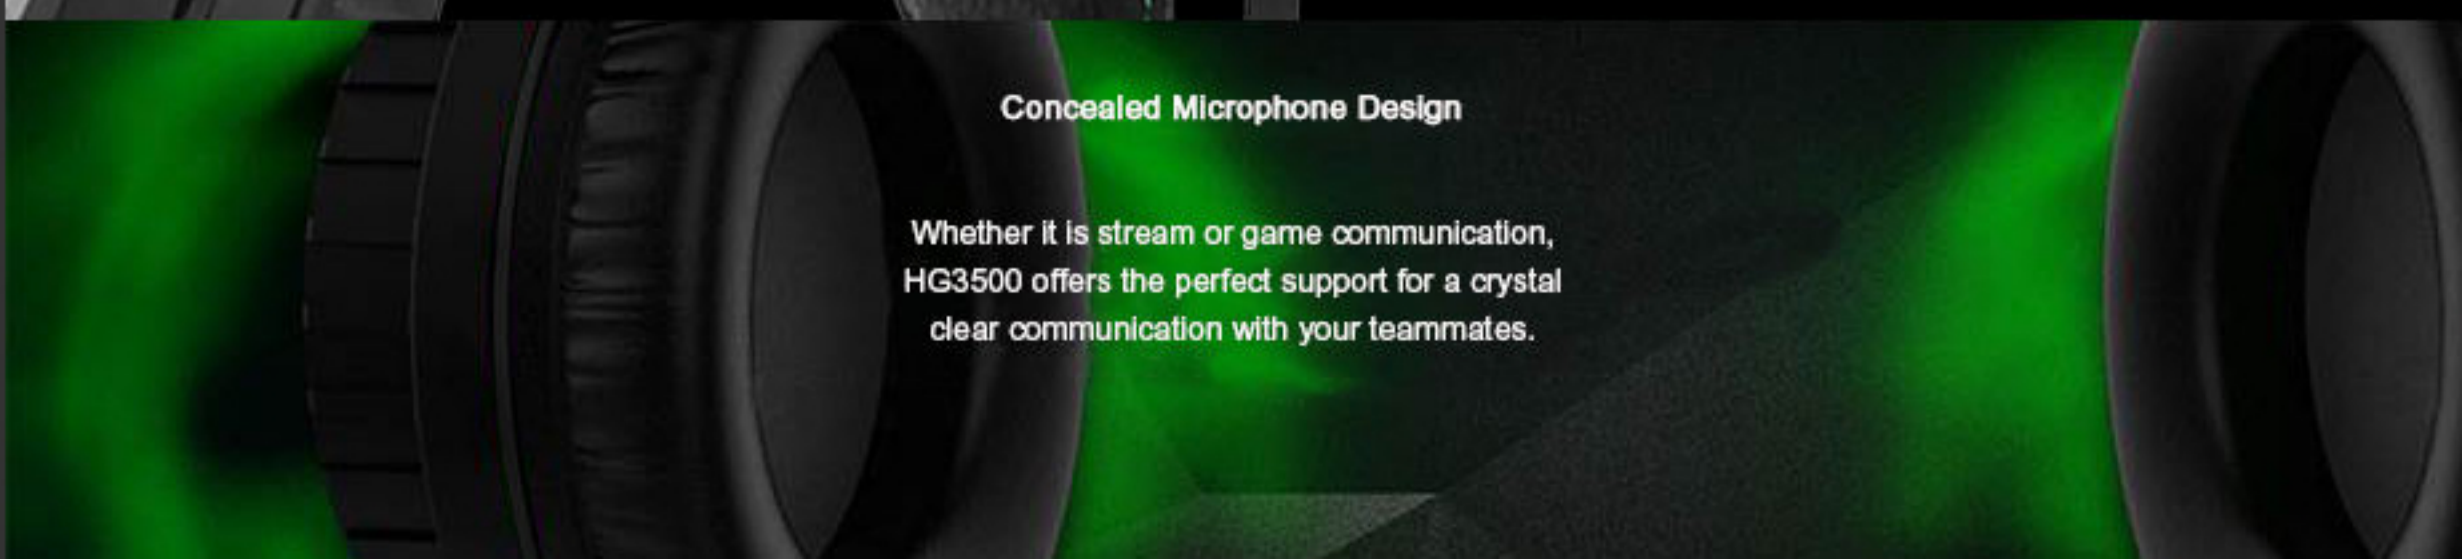 Concealed Microphone Design
Whether it is stream or game communication,
HG3500 offers the perfect support for a crystal
clear communication with your teammates.